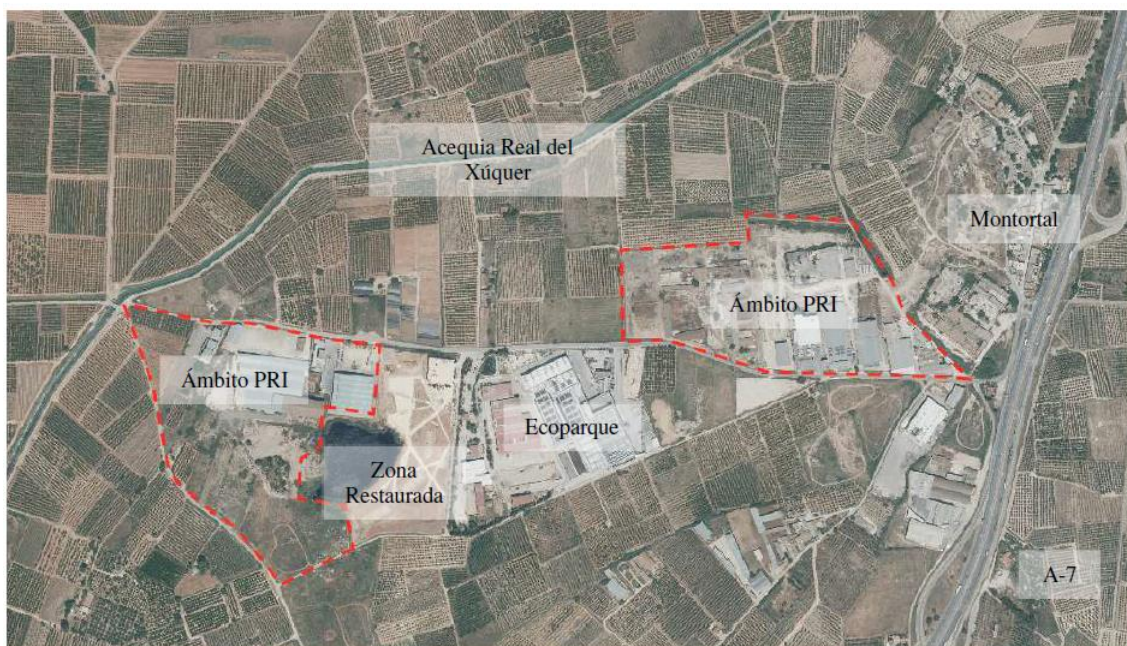 Acequia Real del
Xúquer
Montortal
Ámbito PRI
Ámbito PRI
Ecoparque
Zona
Restaurada
A-7